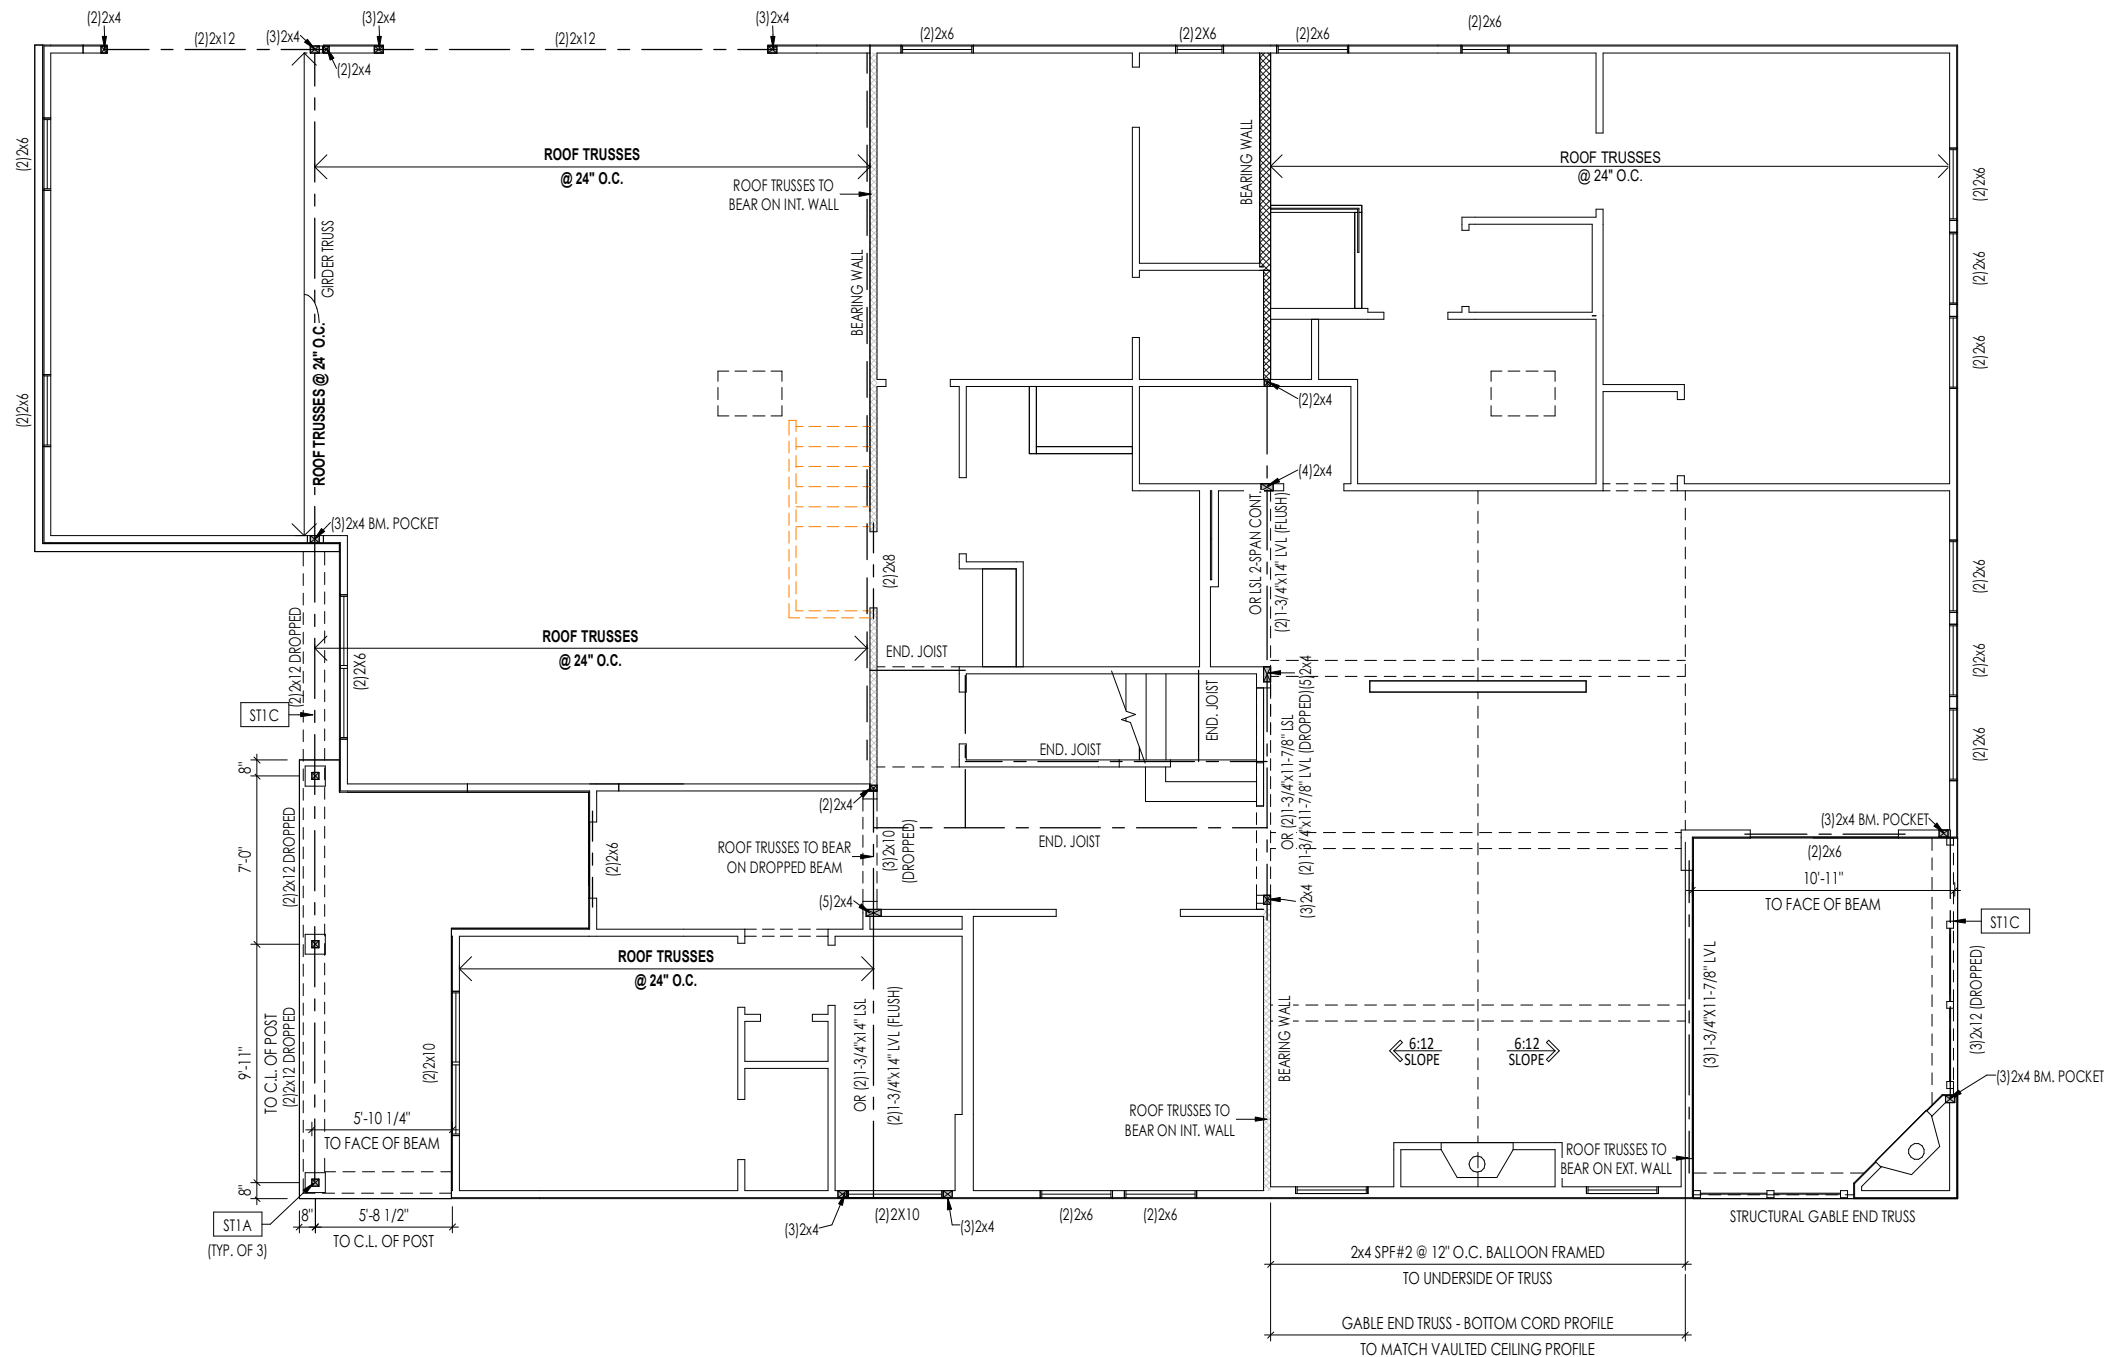 (2)2x4
(3)2x4
(3)2x4
(2)2x12
(3)2x4
(2)2x12
(2)2x4
(2)2x6
(2)2X6
(2)2x6
(2)2x6
(2)2x6
(2)2x6
ROOF TRUSSES
@ 24" O.C.
ROOF TRUSSES TO
BEAR ON INT. WALL
BEARING WALL
GIRDER TRUSS
ROOF TRUSSES @ 24" O.C.
BEARING WALL
ROOF TRUSSES
@ 24" O.C.
(2)2x6
(2)2x6
(2)2x6
(2)2x4
(4)2x4
(3)2x4 BM. POCKET
(2)2x8
OR LSL 2-SPAN CONT.
(2)1-3/4"x14" LVL (FLUSH)
(2)2x6
(2)2x6
(2)2x6
(2)2x12 DROPPED
ROOF TRUSSES
@ 24" O.C.
(2)2X6
ST1C
END. JOIST
END. JOIST
END. JOIST
END. JOIST
(5)2x4
OR (2)1-3/4"x11-7/8" LSL
(2)1-3/4"x11-7/8" LVL (DROPPED)
8"
7'-0"
(2)2x12 DROPPED
(2)2x4
ROOF TRUSSES TO BEAR
ON DROPPED BEAM
(2)2x6
(3)2x10
(DROPPED)
(5)2x4
(3)2x4
(3)2x4 BM. POCKET
(2)2x6
10'-11"
TO FACE OF BEAM
ST1C
ROOF TRUSSES
@ 24" O.C.
OR (2)1-3/4"x14" LSL
(2)1-3/4"x14" LVL (FLUSH)
BEARING WALL
6:12
SLOPE
6:12
SLOPE
(3)1-3/4"X11-7/8" LVL
(3)2x12 (DROPPED)
(3)2x4 BM. POCKET
9'-11"
TO C.L. OF POST
(2)2x12 DROPPED
(2)2x10
5'-10 1/4"
TO FACE OF BEAM
ROOF TRUSSES TO
BEAR ON INT. WALL
ROOF TRUSSES TO
BEAR ON EXT. WALL
8"
ST1A
(TYP. OF 3)
8"
5'-8 1/2"
TO C.L. OF POST
(3)2x4
(2)2X10
(3)2x4
(2)2x6
(2)2x6
STRUCTURAL GABLE END TRUSS
2x4 SPF#2 @ 12" O.C. BALLOON FRAMED
TO UNDERSIDE OF TRUSS
GABLE END TRUSS - BOTTOM CORD PROFILE
TO MATCH VAULTED CEILING PROFILE